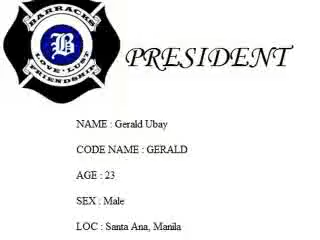 BARRACKS
B
LOVE · LUST
FRIENDSHIP
PRESIDENT
NAME : Gerald Ubay
CODE NAME : GERALD
AGE : 23
SEX : Male
LOC : Santa Ana, Manila